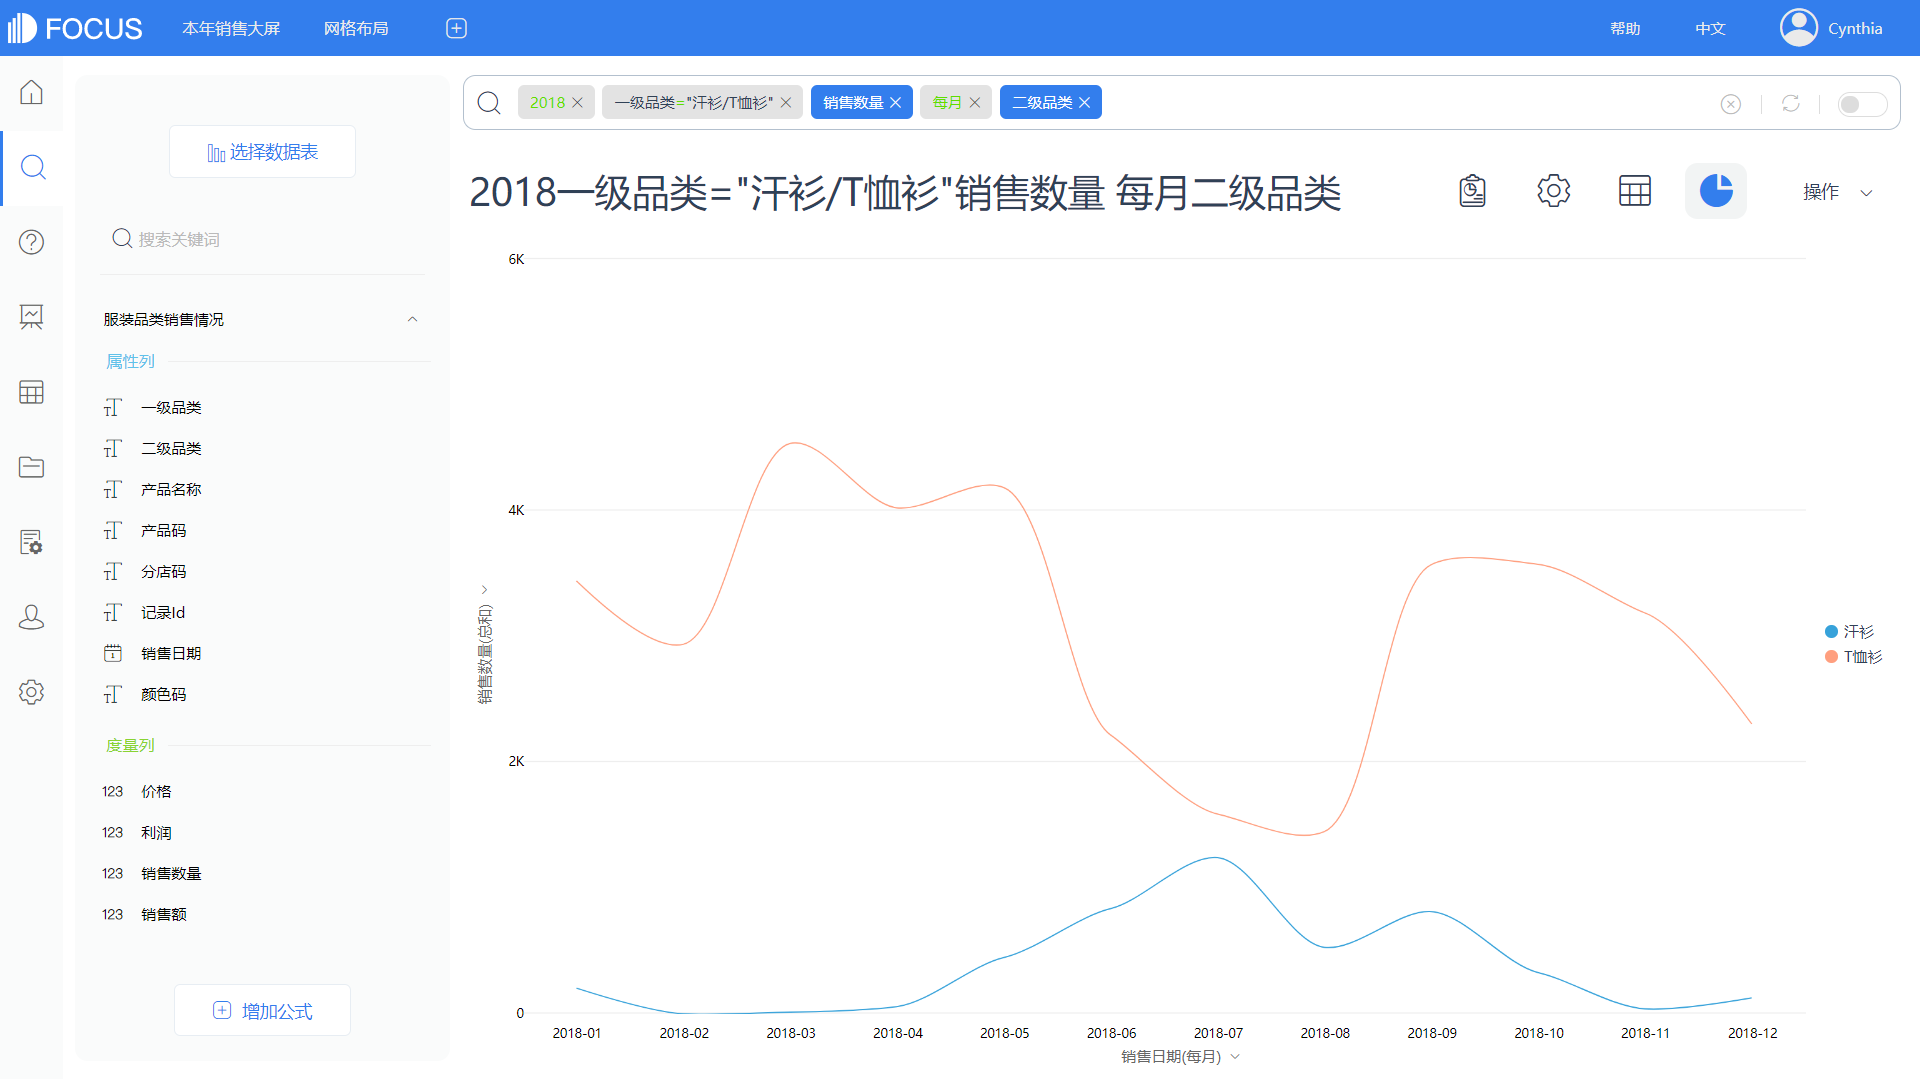 FOCUS 本年销售大屏 网格布局 帮助 中文 Cynthia
2018 一级品类="汗衫/T恤衫" 销售数量 每月 二级品类
选择数据表
搜索关键词
服装品类销售情况
属性列
一级品类
二级品类
产品名称
产品码
分店码
记录Id
1 销售日期
颜色码
度量列
123 价格
123 利润
123 销售数量
123 销售额
增加公式
2018一级品类="汗衫/T恤衫"销售数量 每月二级品类
操作
6K
4K
2K
0
销售数量(总和)
2018-01 2018-02 2018-03 2018-04 2018-05 2018-06 2018-07 2018-08 2018-09 2018-10 2018-11 2018-12
销售日期(每月)
汗衫
T恤衫